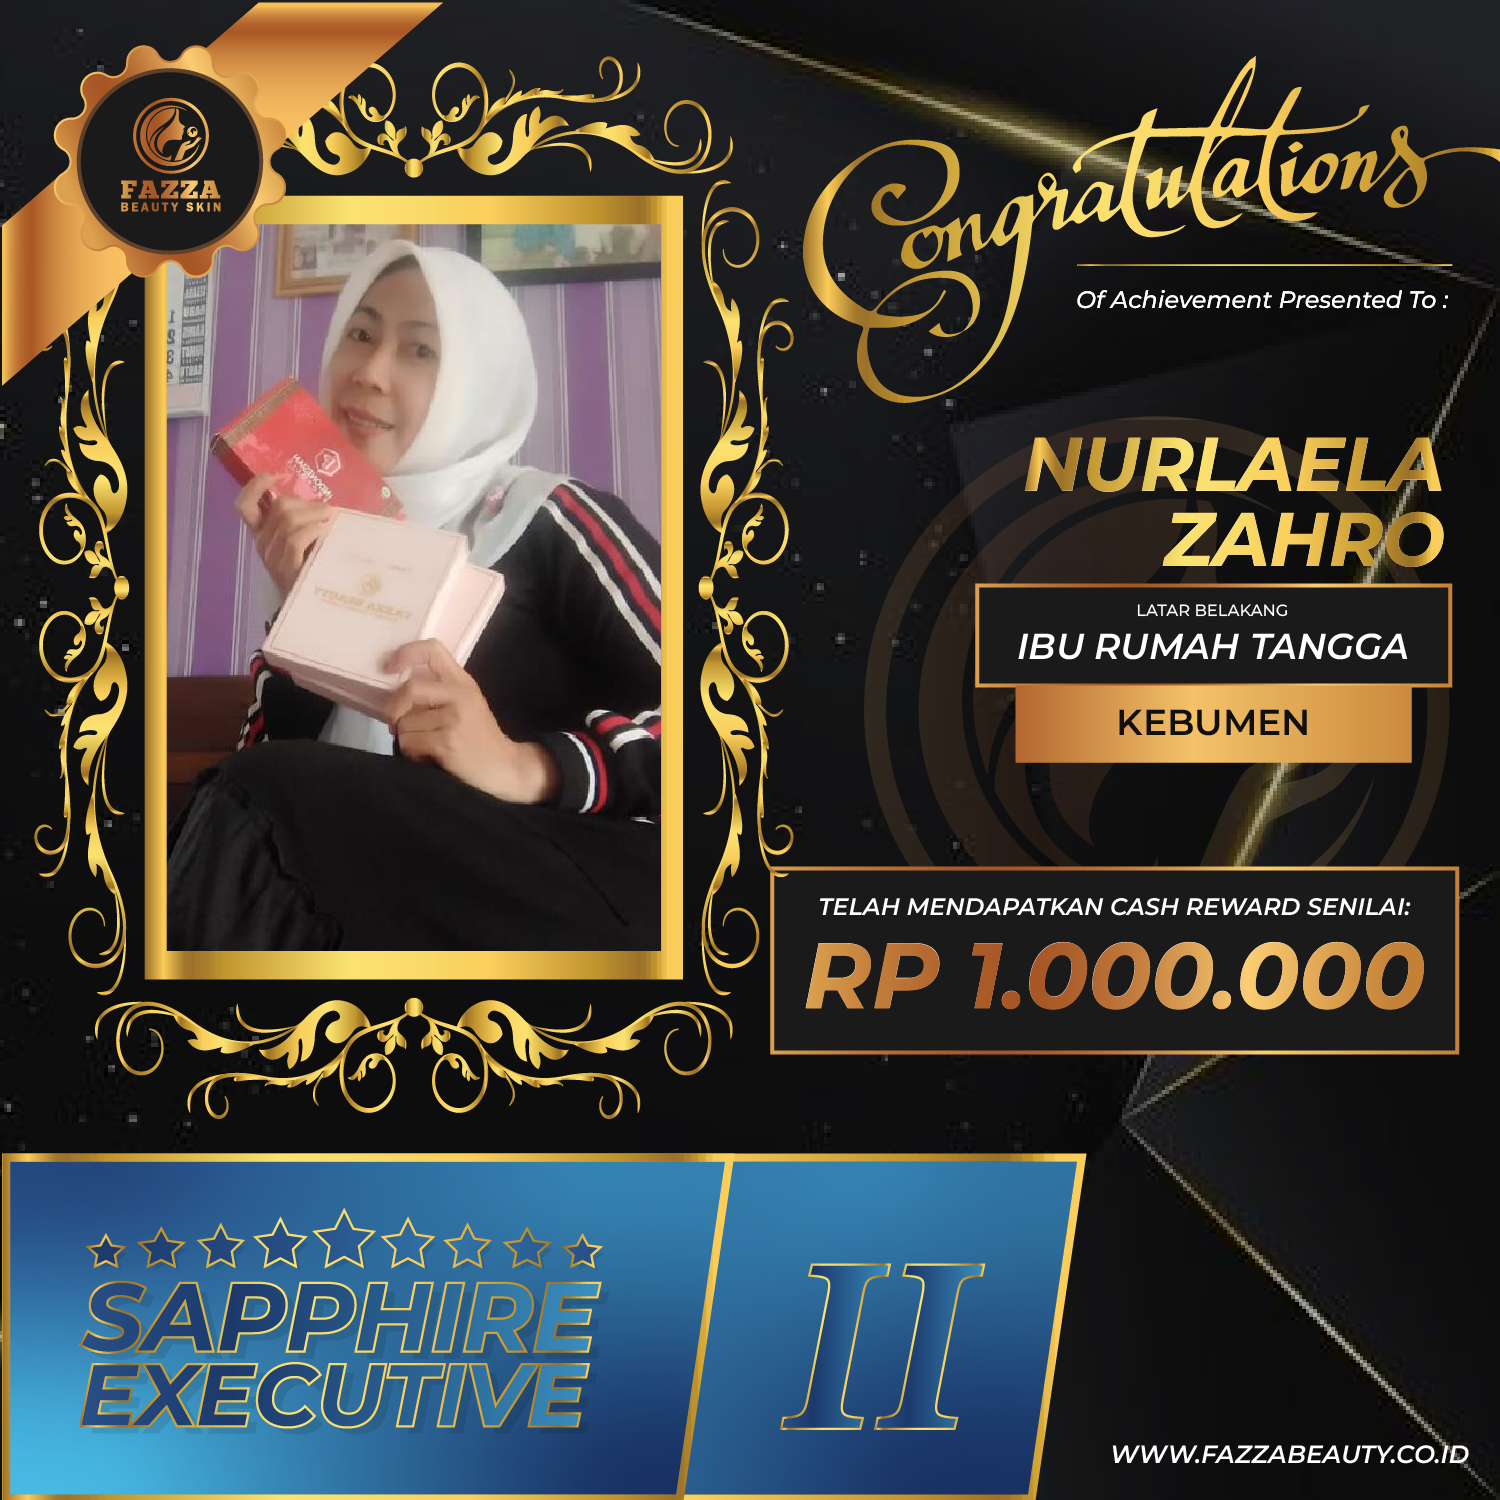 FAZZA
BEAUTY SKIN
Congratulations
Of Achievement Presented To :
NURLAELA
ZAHRO
LATAR BELAKANG
IBU RUMAH TANGGA
KEBUMEN
TELAH MENDAPATKAN CASH REWARD SENILAI:
RP 1.000.000
SAPPHIRE
EXECUTIVE
II
WWW.FAZZABEAUTY.CO.ID